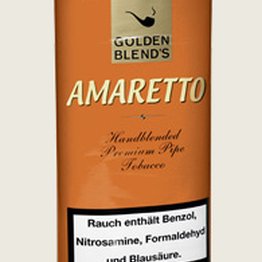 GOLDEN
BLEND'S
AMARETTO
Handblended
Premium Pipe
Tobacco
Rauch enthält Benzol,
Nitrosamine, Formaldehyd
und Blausäure.